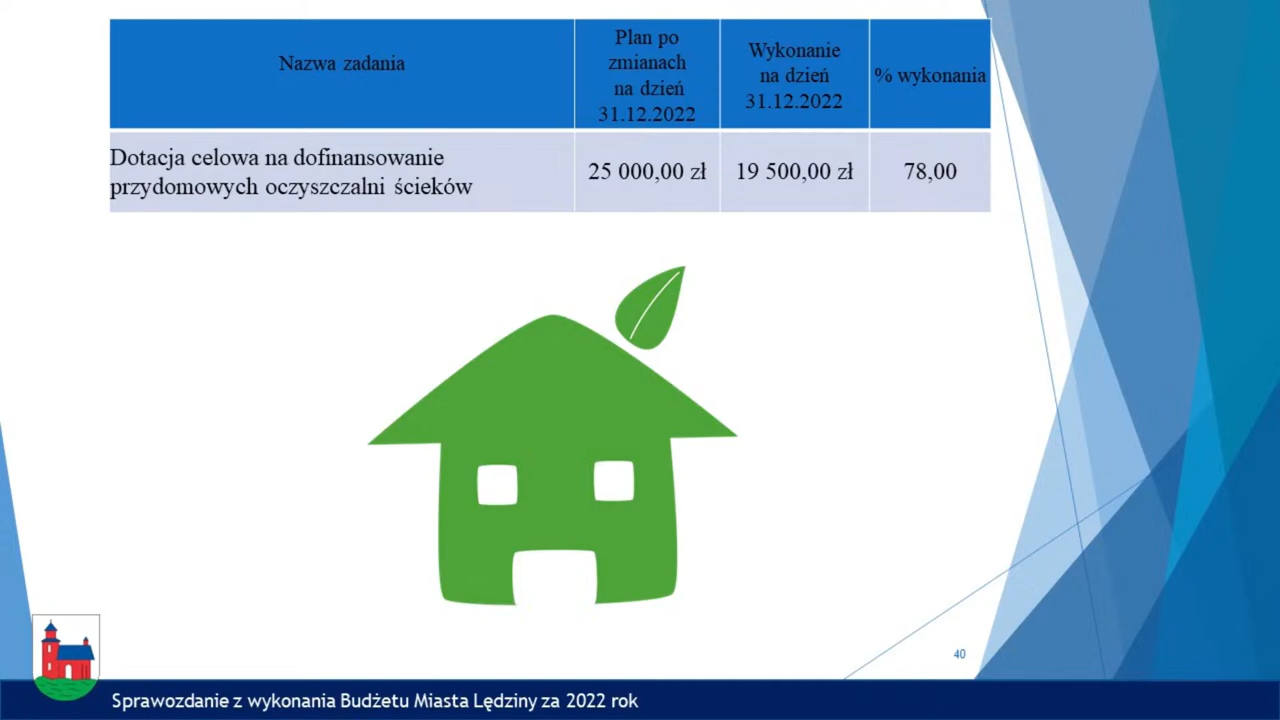 Nazwa zadania
Plan po
zmianach
na dzień
31.12.2022
Wykonanie
na dzień
31.12.2022
% wykonania
Dotacja celowa na dofinansowanie
przydomowych oczyszczalni ścieków
25 000,00 zł
19 500,00 zł
78,00
40
Sprawozdanie z wykonania Budżetu Miasta Lędziny za 2022 rok